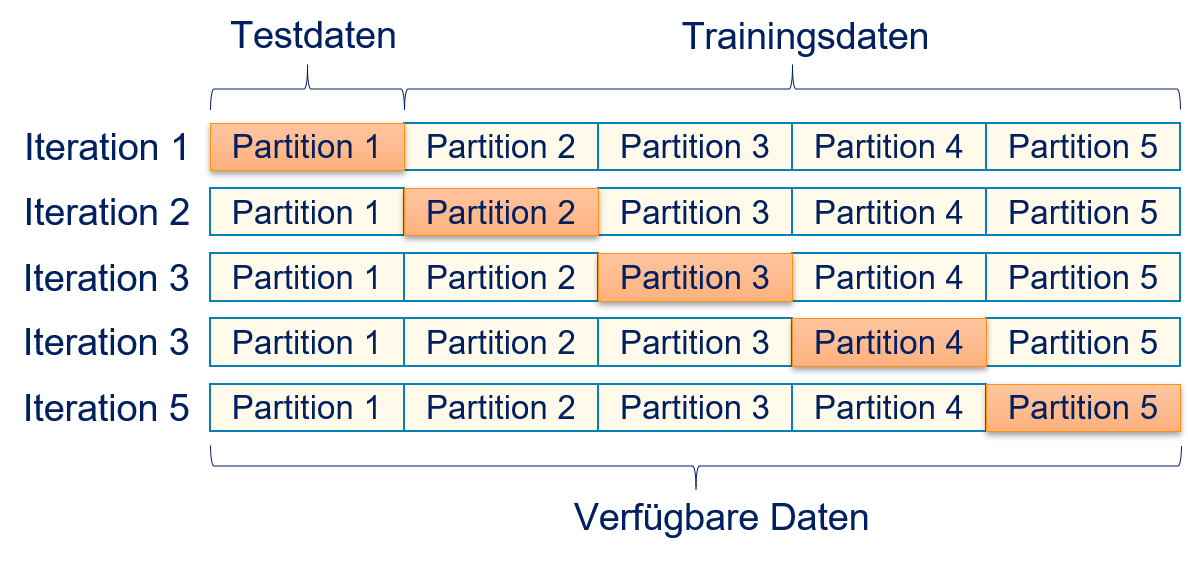 Testdaten Trainingsdaten
Iteration 1 Partition 1 Partition 2 Partition 3 Partition 4 Partition 5
Iteration 2 Partition 1 Partition 2 Partition 3 Partition 4 Partition 5
Iteration 3 Partition 1 Partition 2 Partition 3 Partition 4 Partition 5
Iteration 3 Partition 1 Partition 2 Partition 3 Partition 4 Partition 5
Iteration 5 Partition 1 Partition 2 Partition 3 Partition 4 Partition 5
Verfügbare Daten